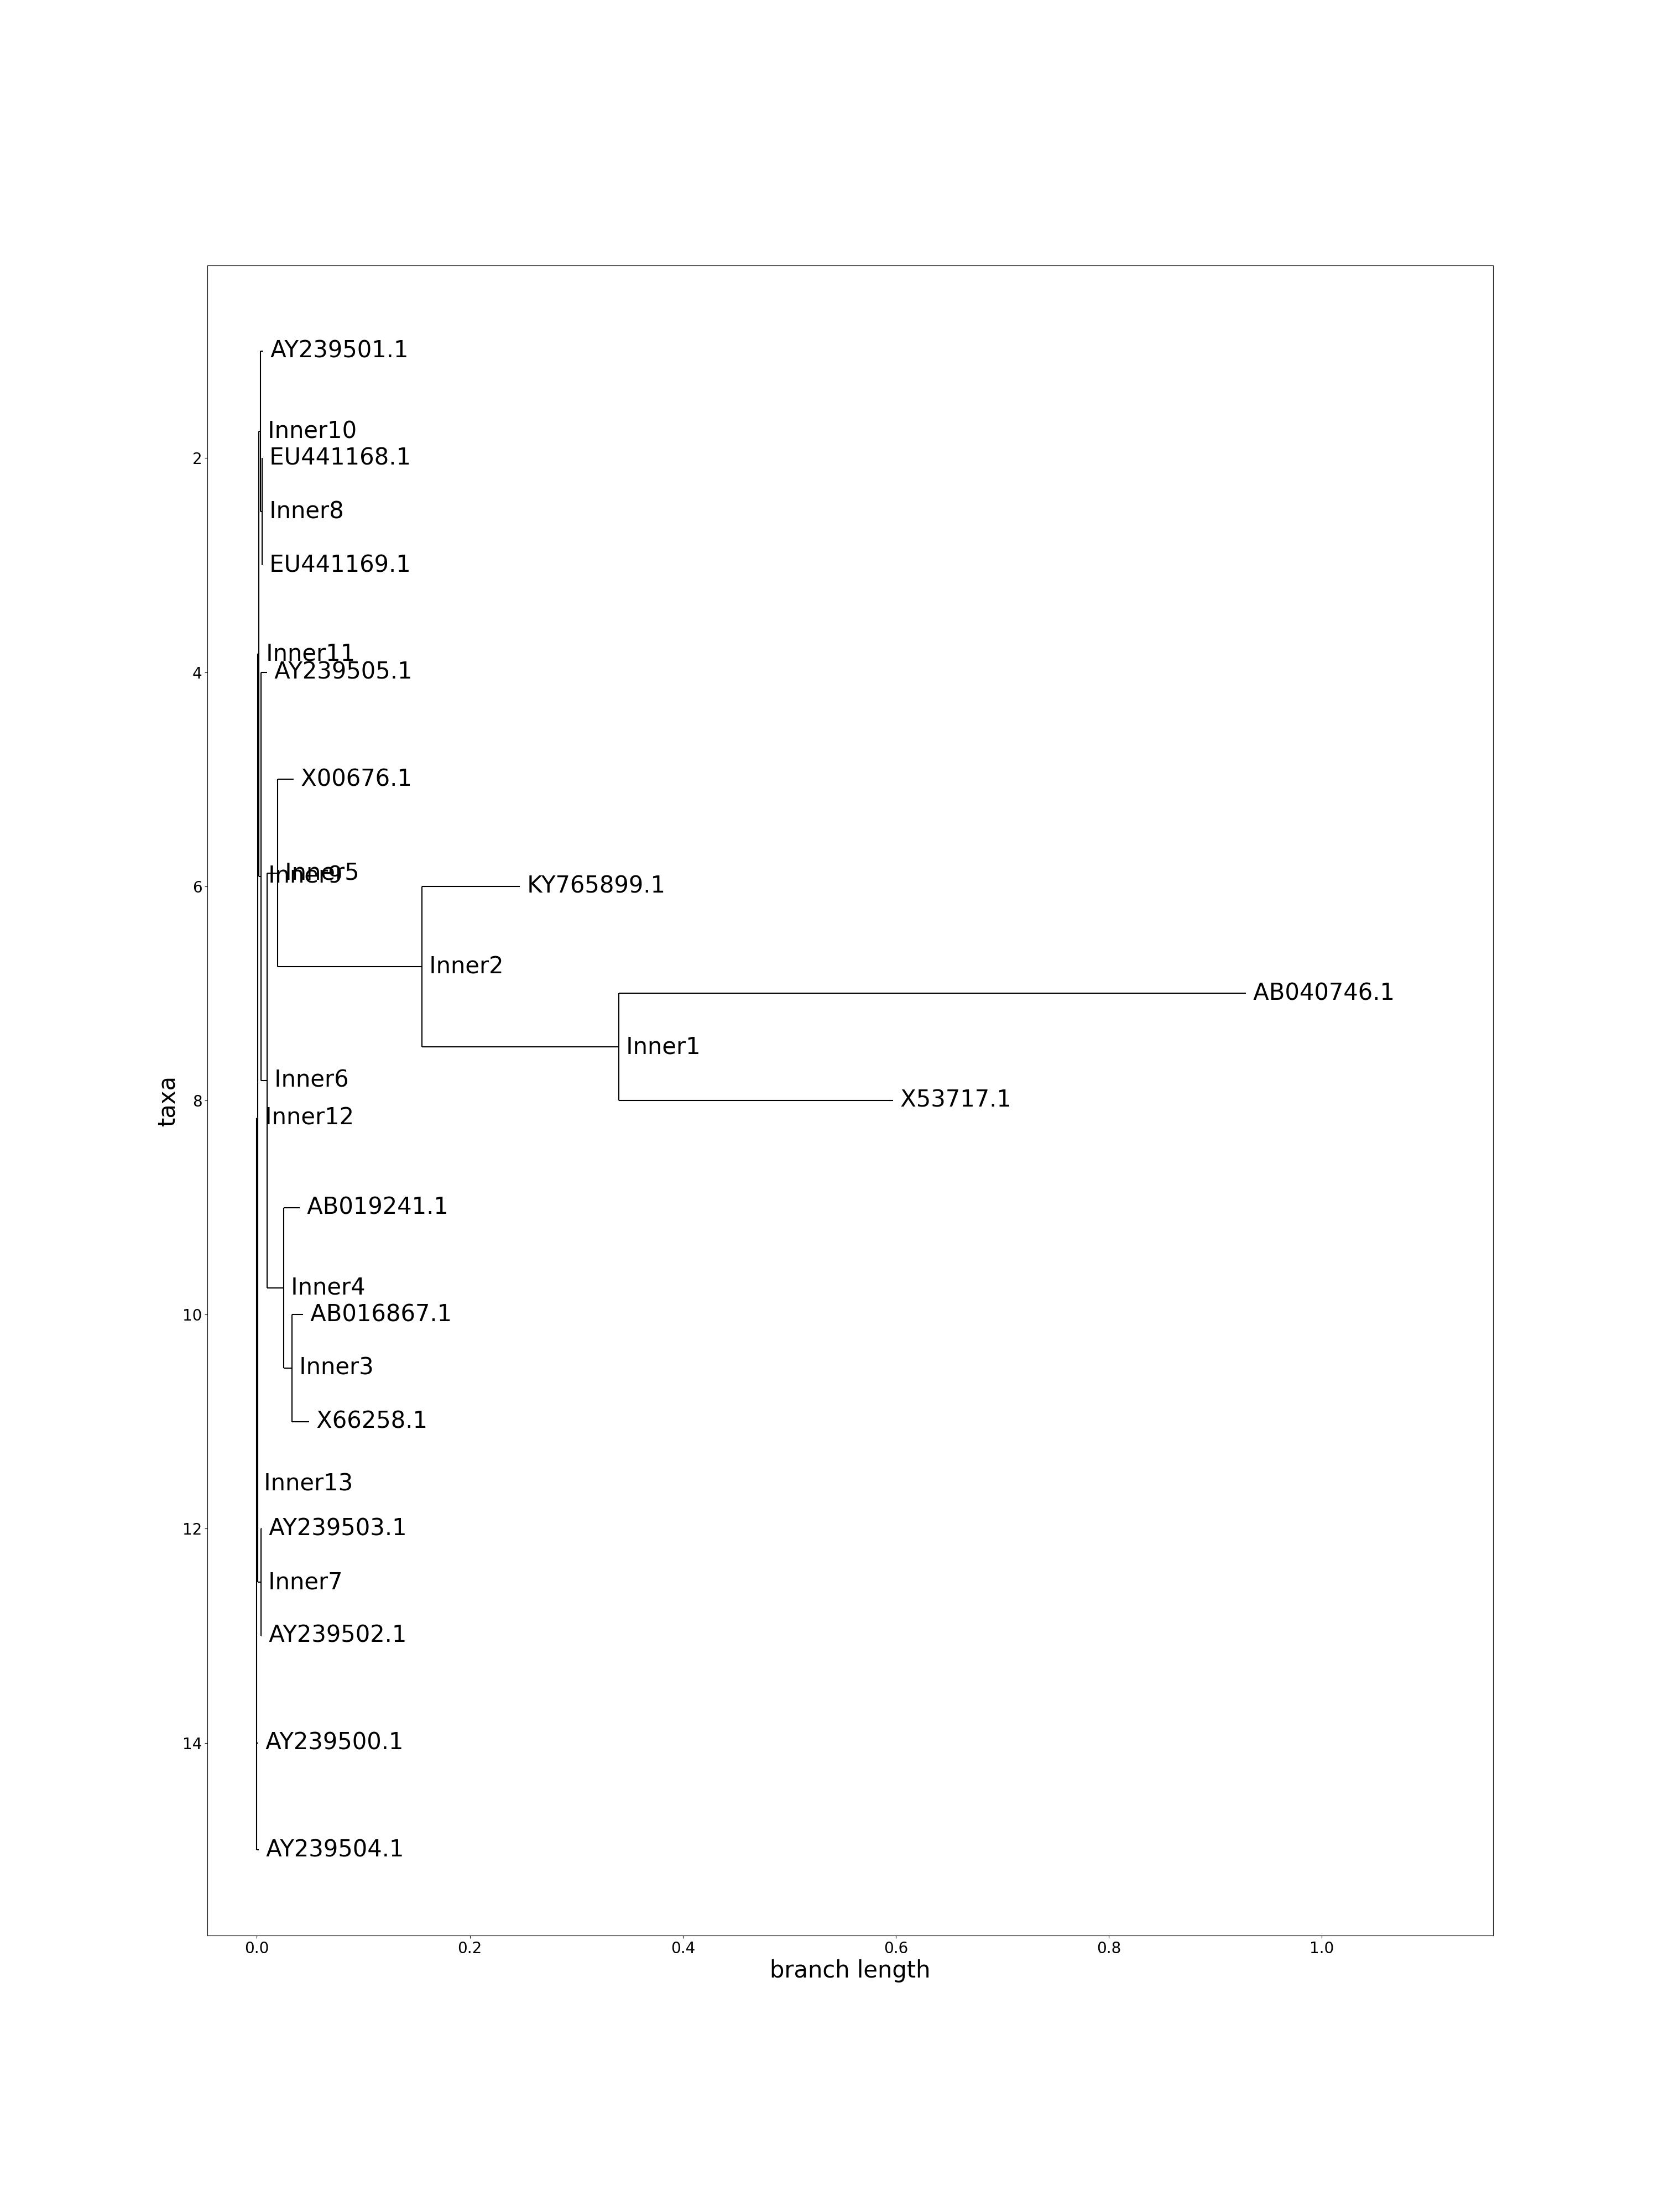 AY239501.1
Inner10
EU441168.1
Inner8
EU441169.1
Inner11
AY239505.1
X00676.1
Inner5
Inner9
KY765899.1
Inner2
AB040746.1
Inner1
Inner6
X53717.1
Inner12
AB019241.1
Inner4
AB016867.1
Inner3
X66258.1
Inner13
AY239503.1
Inner7
AY239502.1
AY239500.1
AY239504.1
2
4
6
8
10
12
14
taxa
0.0 0.2 0.4 0.6 0.8 1.0
branch length